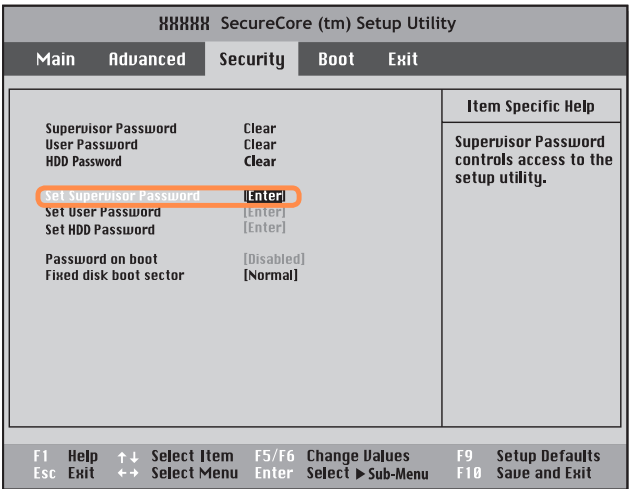 XXXXX SecureCore (tm) Setup Utility
Main Advanced Security Boot Exit
Item Specific Help
Supervisor Password Clear
User Password Clear
HDD Password Clear
Supervisor Password
controls access to the
setup utility.
Set Supervisor Password [Enter]
Set User Password [Enter]
Set HDD Password [Enter]
Password on boot [Disabled]
Fixed disk boot sector [Normal]
F1 Help ↑↓ Select Item F5/F6 Change Values F9 Setup Defaults
Esc Exit ←→ Select Menu Enter Select ▶Sub-Menu F10 Save and Exit